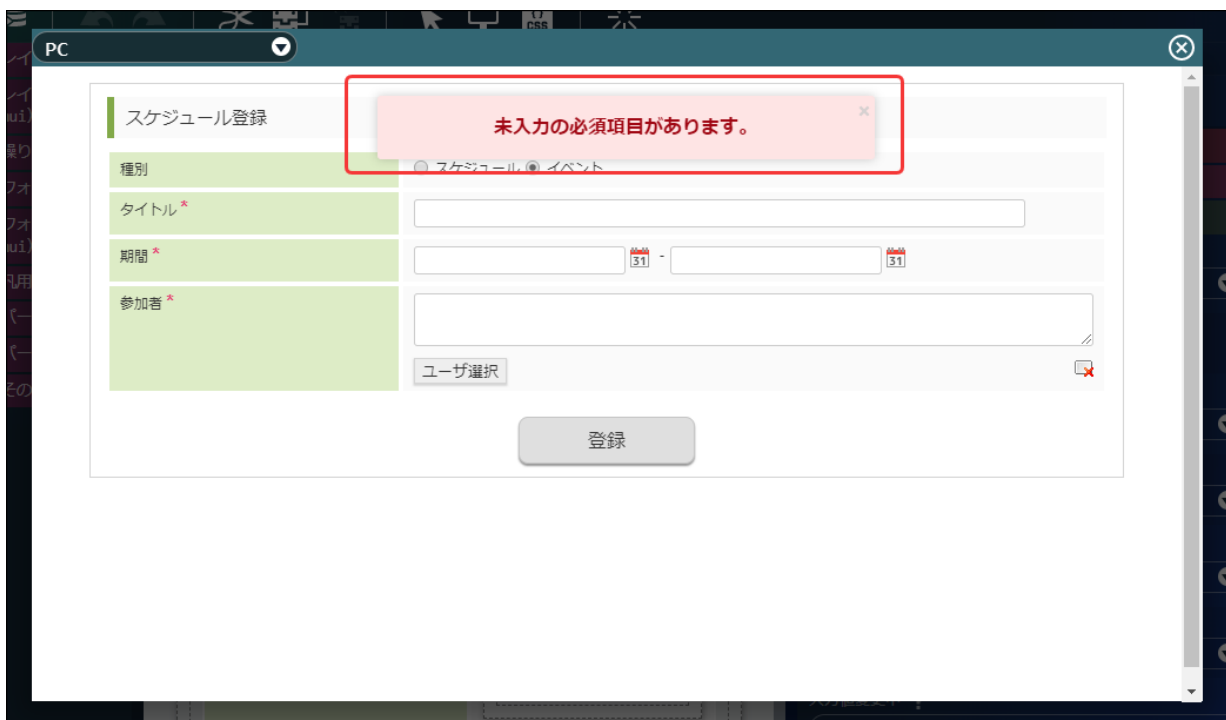 CSS
PC
スケジュール登録
未入力の必須項目があります。
×
種別
スケジュール イベント
タイトル *
期間 *
31 - 31
参加者 *
ユーザ選択
登録